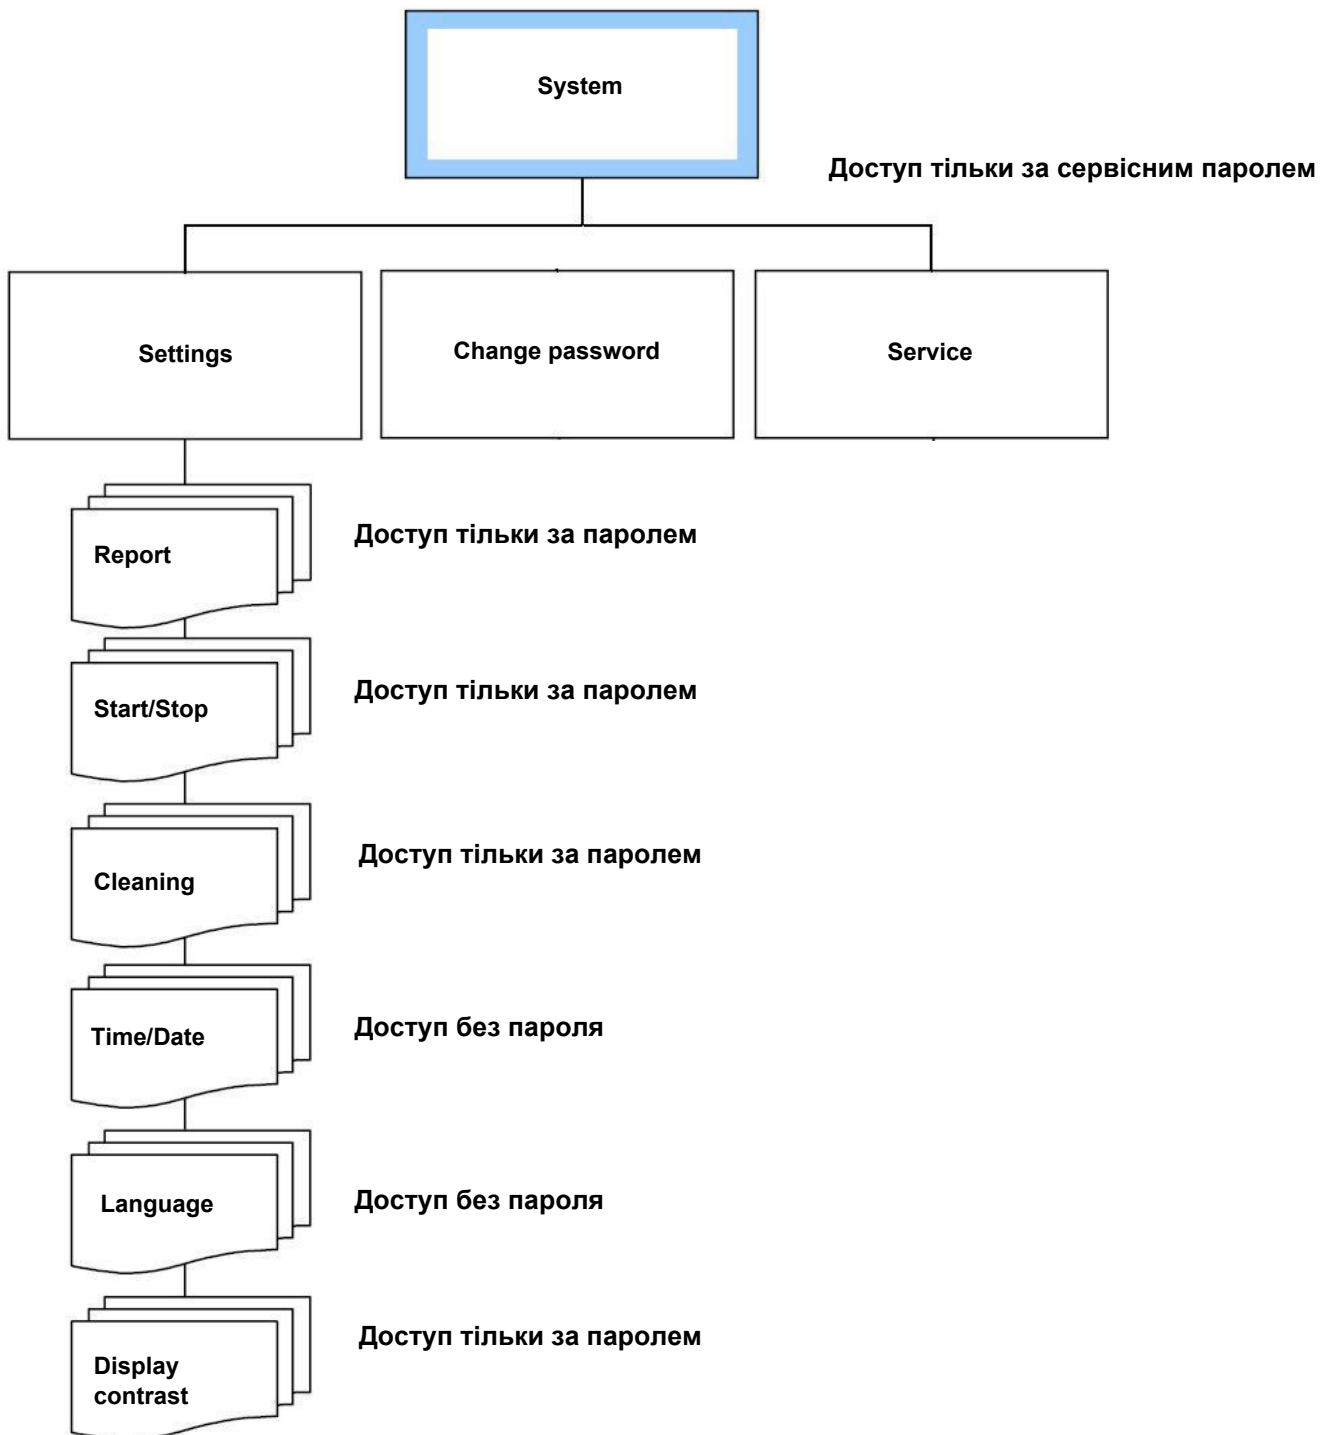 System
Доступ тільки за сервісним паролем
Settings
Change password
Service
Report
Доступ тільки за паролем
Start/Stop
Доступ тільки за паролем
Cleaning
Доступ тільки за паролем
Time/Date
Доступ без пароля
Language
Доступ без пароля
Display
contrast
Доступ тільки за паролем